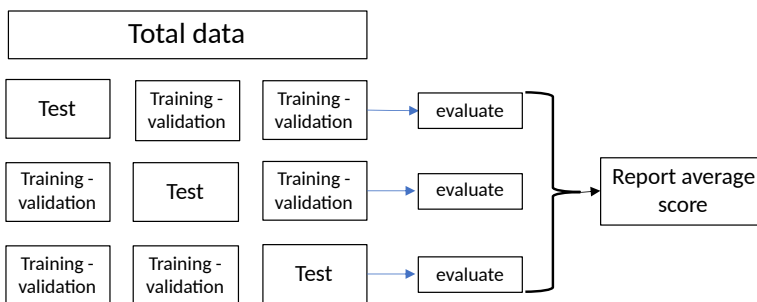 Total data
Test
Training -
validation
Training -
validation
evaluate
Training -
validation
Test
Training -
validation
evaluate
Report average
score
Training -
validation
Training -
validation
Test
evaluate